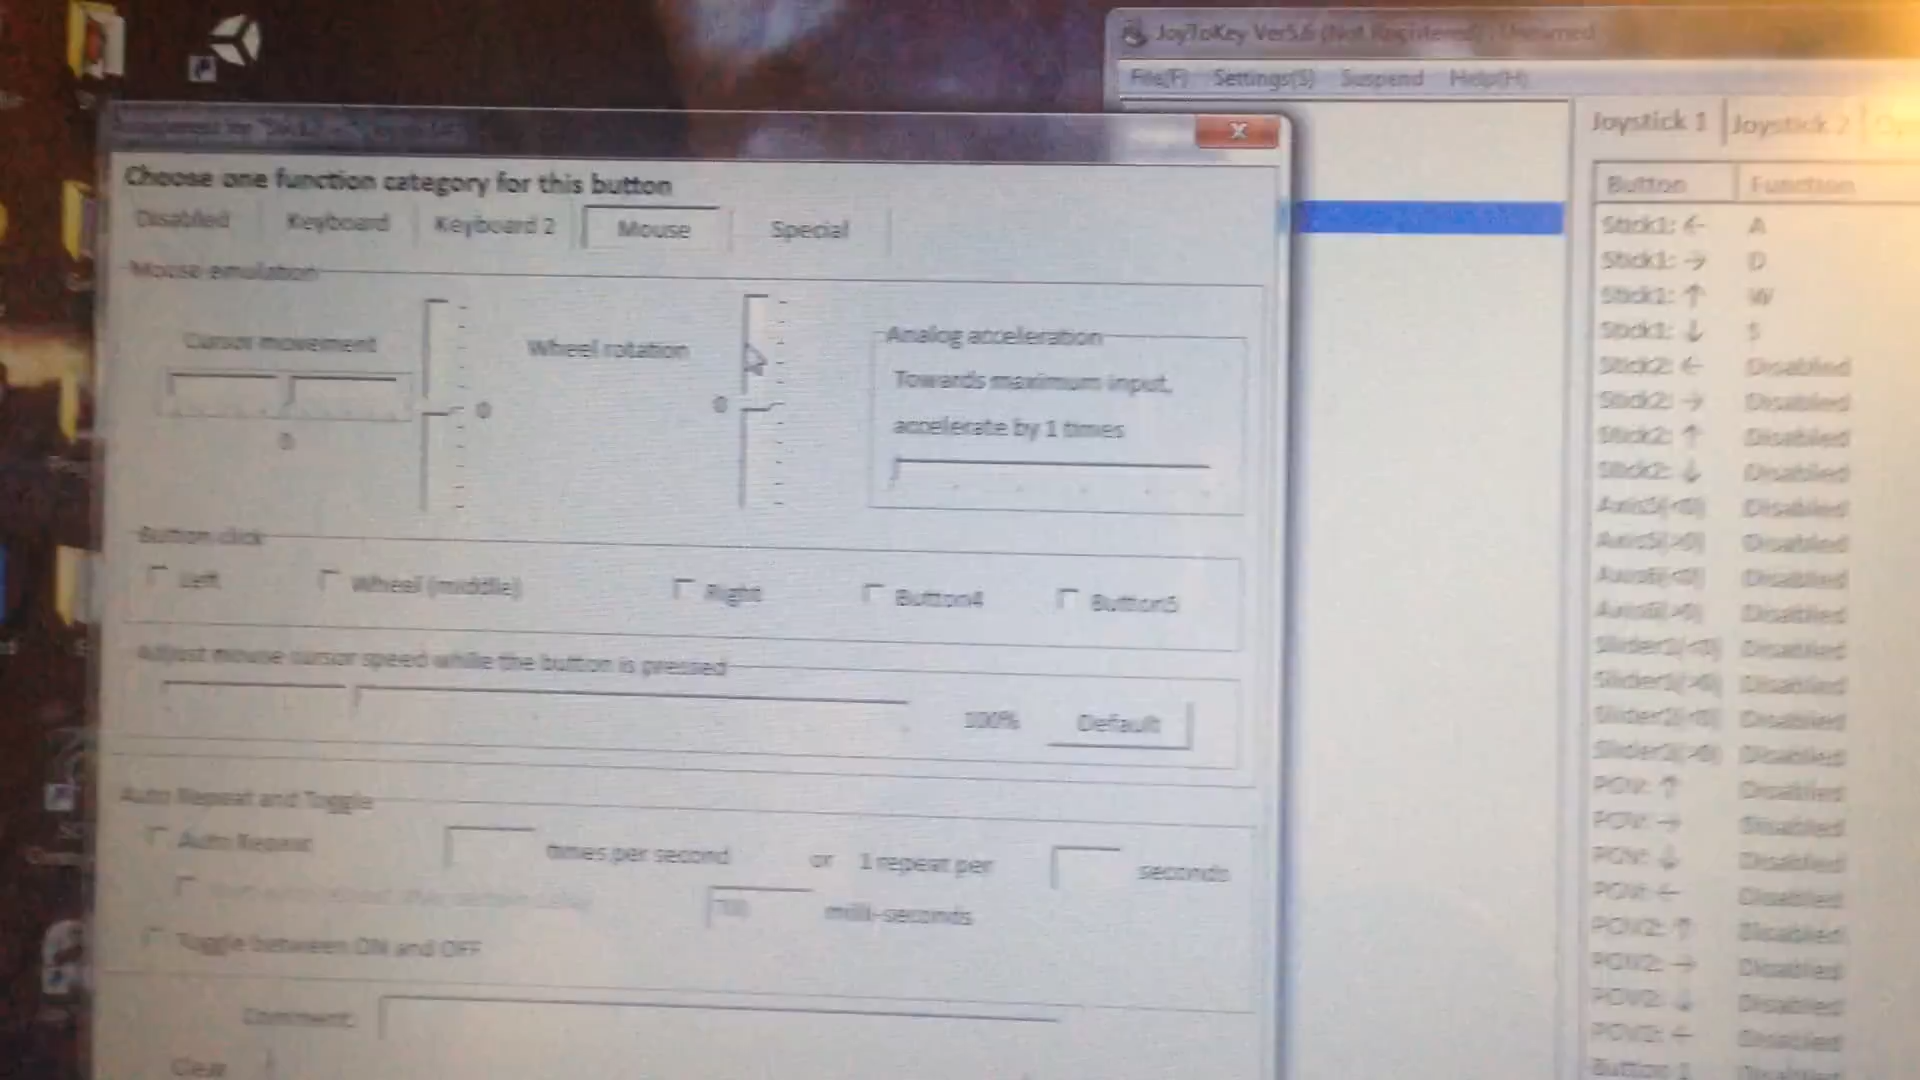 JoyToKey Ver5.6 (Not Registered) : Unnamed
File(F) Settings(S) Suspend Help(H)
Joystick 1 Joystick 2
Button Function
Stick1: ← A
Stick1: → D
Stick1: ↑ W
Stick1: ↓ S
Stick2: ← Disabled
Stick2: → Disabled
Stick2: ↑ Disabled
Stick2: ↓ Disabled
Axis5(<0) Disabled
Axis5(>0) Disabled
Axis6(<0) Disabled
Axis6(>0) Disabled
Slider1(<0) Disabled
Slider1(>0) Disabled
Slider2(<0) Disabled
Slider2(>0) Disabled
POV: ↑ Disabled
POV: → Disabled
POV: ↓ Disabled
POV: ← Disabled
POV2: ↑ Disabled
POV2: → Disabled
POV2: ↓ Disabled
POV2: ← Disabled
Button 1 Disabled
Choose one function category for this button
Disabled Keyboard Keyboard 2 Mouse Special
Mouse emulation
Cursor movement
0
0
Wheel rotation
0
Analog acceleration
Towards maximum input,
accelerate by 1 times
Button click
Left Wheel (middle) Right Button4 Button5
Adjust mouse cursor speed while the button is pressed
100% Default
Auto Repeat and Toggle
Auto Repeat times per second or 1 repeat per seconds
milli-seconds
Toggle between ON and OFF
Comment:
Clear